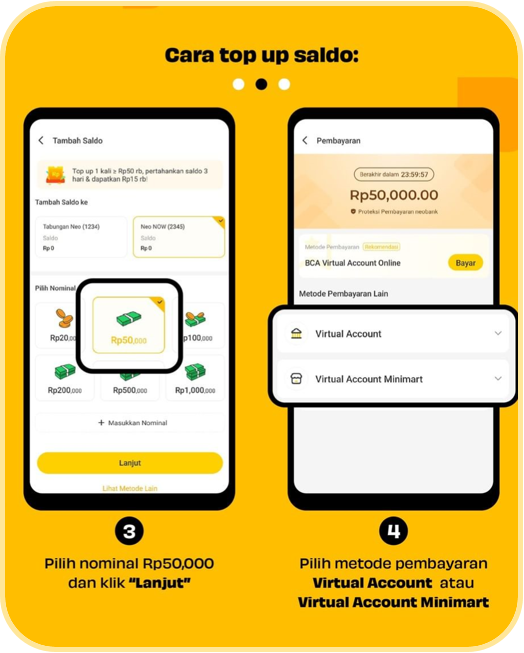 Cara top up saldo:
Tambah Saldo
Top up 1 kali ≥ Rp50 rb, pertahankan saldo 3
hari & dapatkan Rp15 rb!
Tambah Saldo ke
Tabungan Neo (1234)
Saldo
Rp 0
Neo NOW (2345)
Saldo
Rp 0
Pilih Nominal
Rp20.00
Rp50,000
p100,000
Rp200,000
Rp500,000
Rp1,000,000
+ Masukkan Nominal
Lanjut
Lihat Metode Lain
3
Pilih nominal Rp50,000
dan klik “Lanjut”
Pembayaran
Berakhir dalam 23:59:57
Rp50,000.00
Proteksi Pembayaran neobank
Metode Pembayaran Rekomendasi
BCA Virtual Account Online
Bayar
Metode Pembayaran Lain
Virtual Account
Virtual Account Minimart
4
Pilih metode pembayaran
Virtual Account atau
Virtual Account Minimart